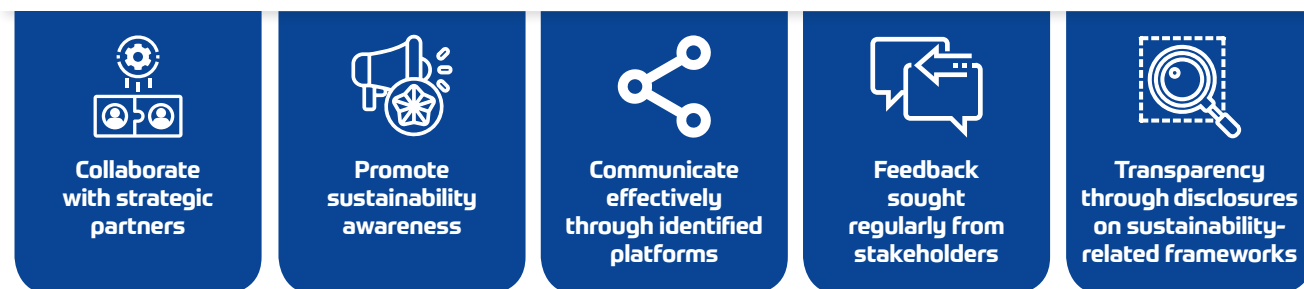 Collaborate
with strategic
partners
Promote
sustainability
awareness
Communicate
effectively
through identified
platforms
Feedback
sought
regularly from
stakeholders
Transparency
through disclosures
on sustainability-
related frameworks